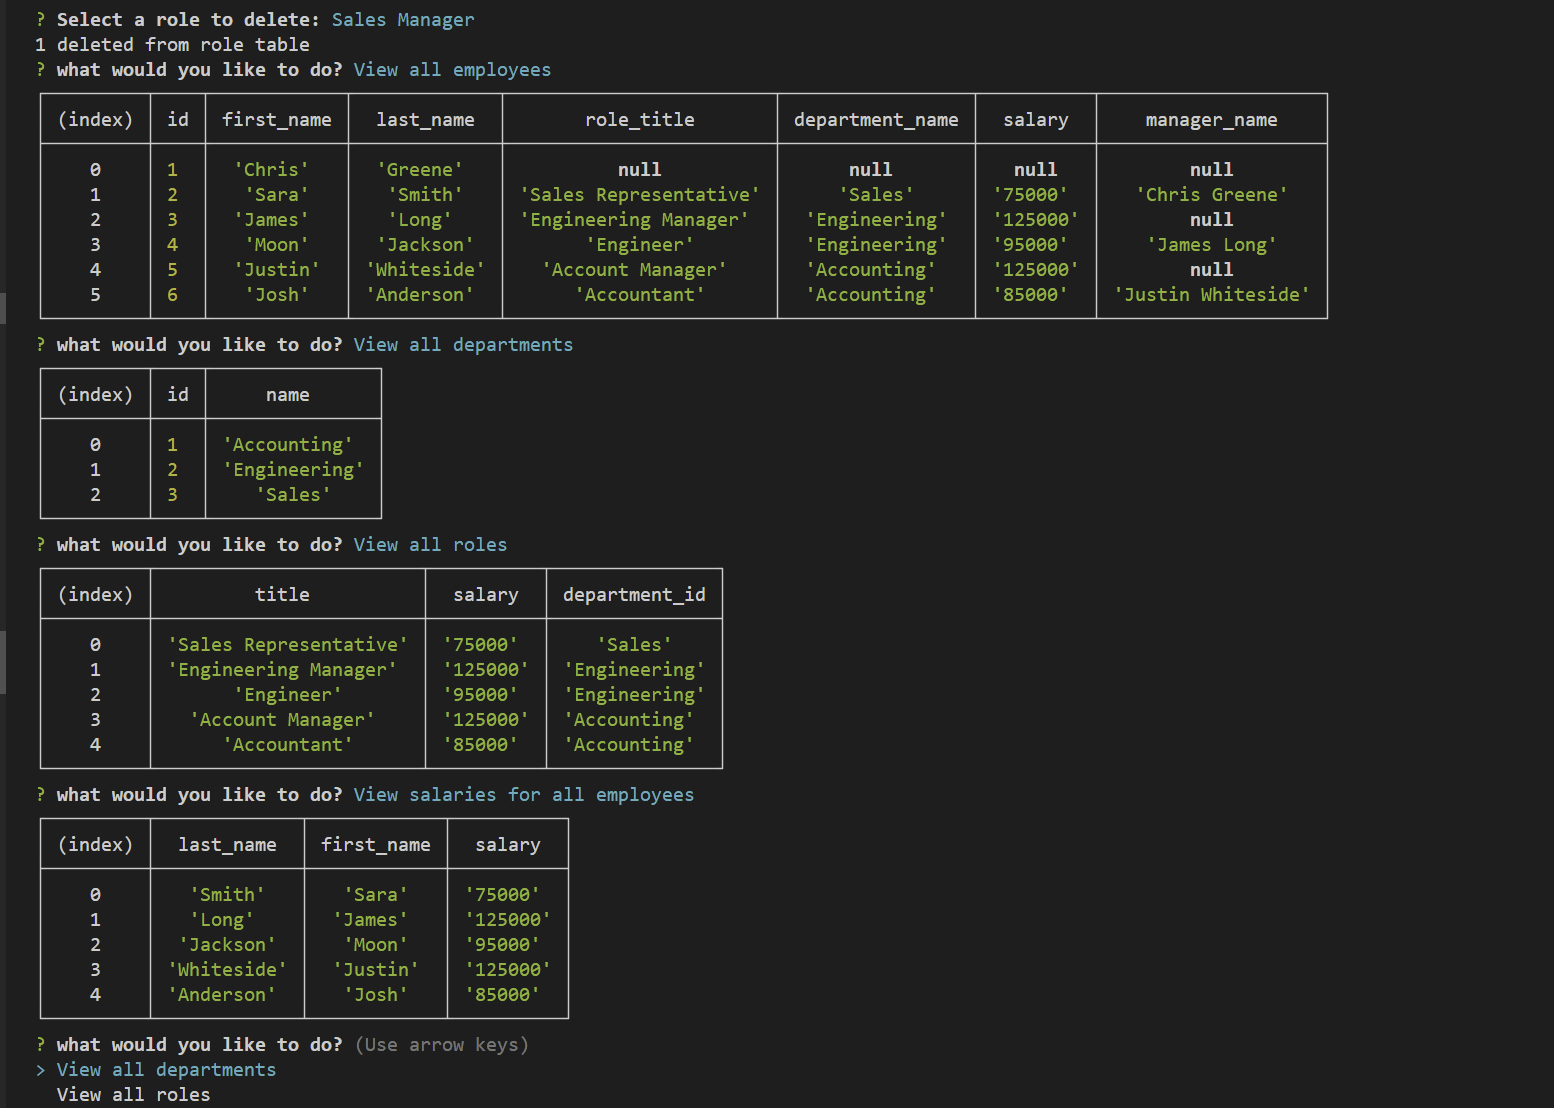 ? Select a role to delete: Sales Manager
1 deleted from role table
? what would you like to do? View all employees
(index) id first_name last_name role_title department_name salary manager_name
0 1 'Chris' 'Greene' null null null null
1 2 'Sara' 'Smith' 'Sales Representative' 'Sales' '75000' 'Chris Greene'
2 3 'James' 'Long' 'Engineering Manager' 'Engineering' '125000' null
3 4 'Moon' 'Jackson' 'Engineer' 'Engineering' '95000' 'James Long'
4 5 'Justin' 'Whiteside' 'Account Manager' 'Accounting' '125000' null
5 6 'Josh' 'Anderson' 'Accountant' 'Accounting' '85000' 'Justin Whiteside'
? what would you like to do? View all departments
(index) id name
0 1 'Accounting'
1 2 'Engineering'
2 3 'Sales'
? what would you like to do? View all roles
(index) title salary department_id
0 'Sales Representative' '75000' 'Sales'
1 'Engineering Manager' '125000' 'Engineering'
2 'Engineer' '95000' 'Engineering'
3 'Account Manager' '125000' 'Accounting'
4 'Accountant' '85000' 'Accounting'
? what would you like to do? View salaries for all employees
(index) last_name first_name salary
0 'Smith' 'Sara' '75000'
1 'Long' 'James' '125000'
2 'Jackson' 'Moon' '95000'
3 'Whiteside' 'Justin' '125000'
4 'Anderson' 'Josh' '85000'
? what would you like to do? (Use arrow keys)
> View all departments
View all roles